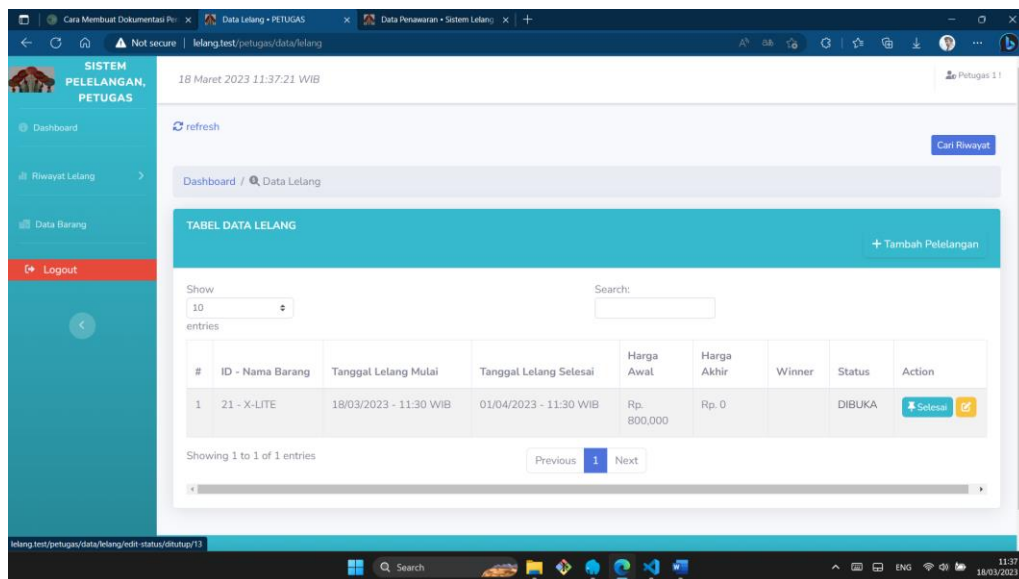 Cara Membuat Dokumentasi Per
Data Lelang • PETUGAS
Data Penawaran • Sistem Lelang
Not secure | lelang.test/petugas/data/lelang
SISTEM
PELELANGAN,
PETUGAS
18 Maret 2023 11:37:21 WIB
Petugas 1 !
Dashboard
Riwayat Lelang
Data Barang
Logout
refresh
Cari Riwayat
Dashboard / Data Lelang
TABEL DATA LELANG
+ Tambah Pelelangan
Show
10
entries
Search:
# ID - Nama Barang Tanggal Lelang Mulai Tanggal Lelang Selesai Harga Awal Harga Akhir Winner Status Action
1 21 - X-LITE 18/03/2023 - 11:30 WIB 01/04/2023 - 11:30 WIB Rp. 800,000 Rp. 0 DIBUKA Selesai
Showing 1 to 1 of 1 entries
Previous 1 Next
lelang.test/petugas/data/lelang/edit-status/ditutup/13
Search
ENG
11:37
18/03/2023